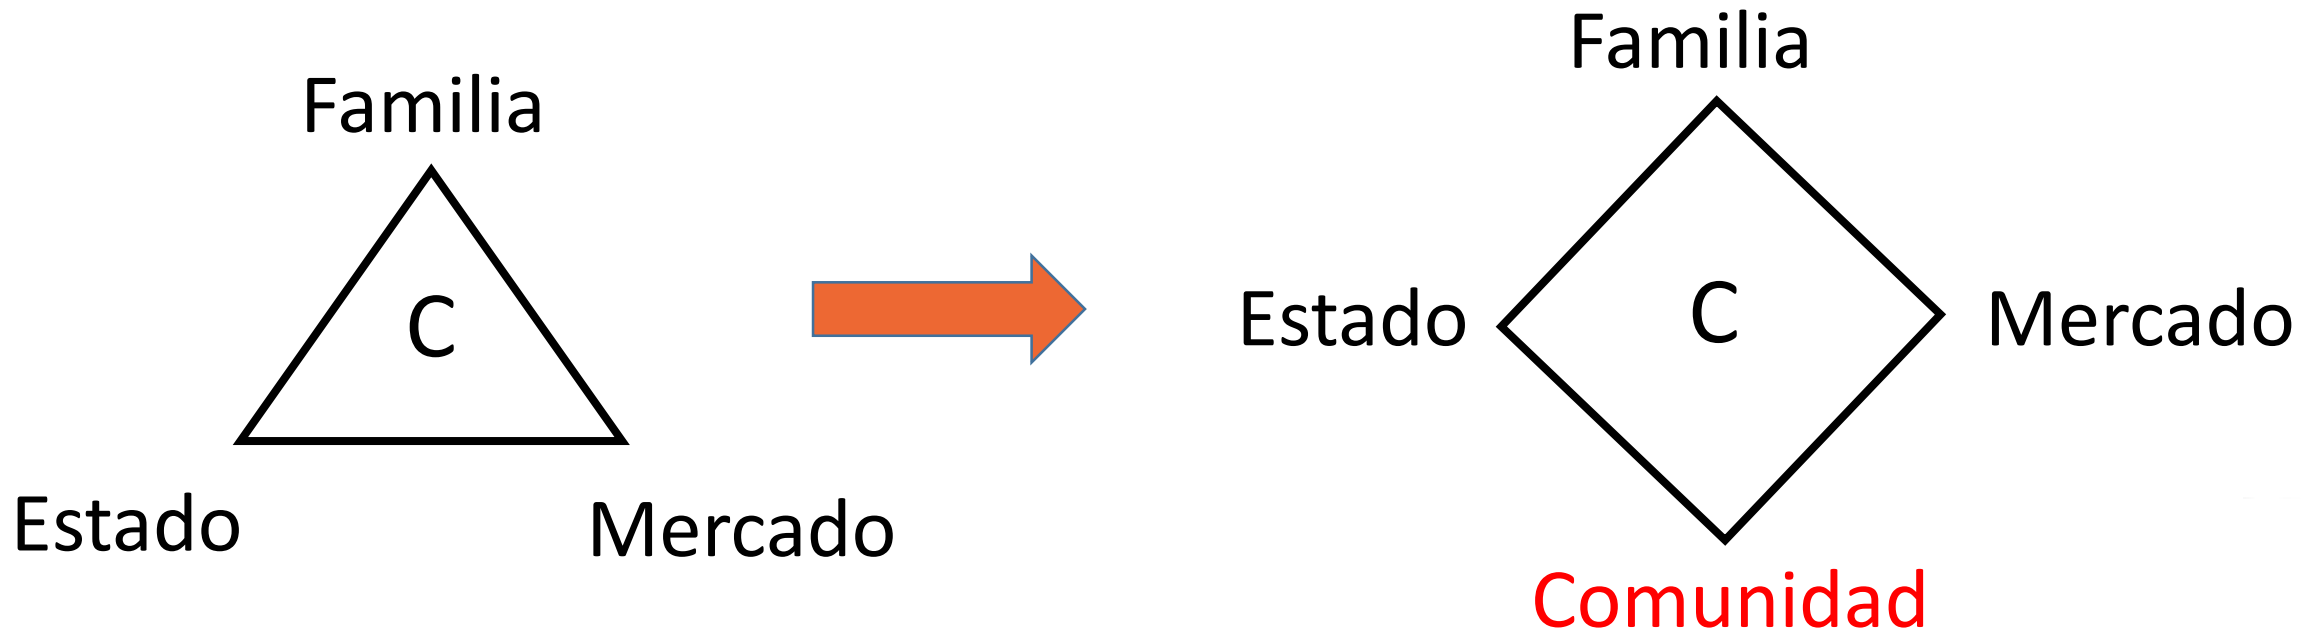 Familia
C
Estado
Mercado
Familia
Estado
C
Mercado
Comunidad